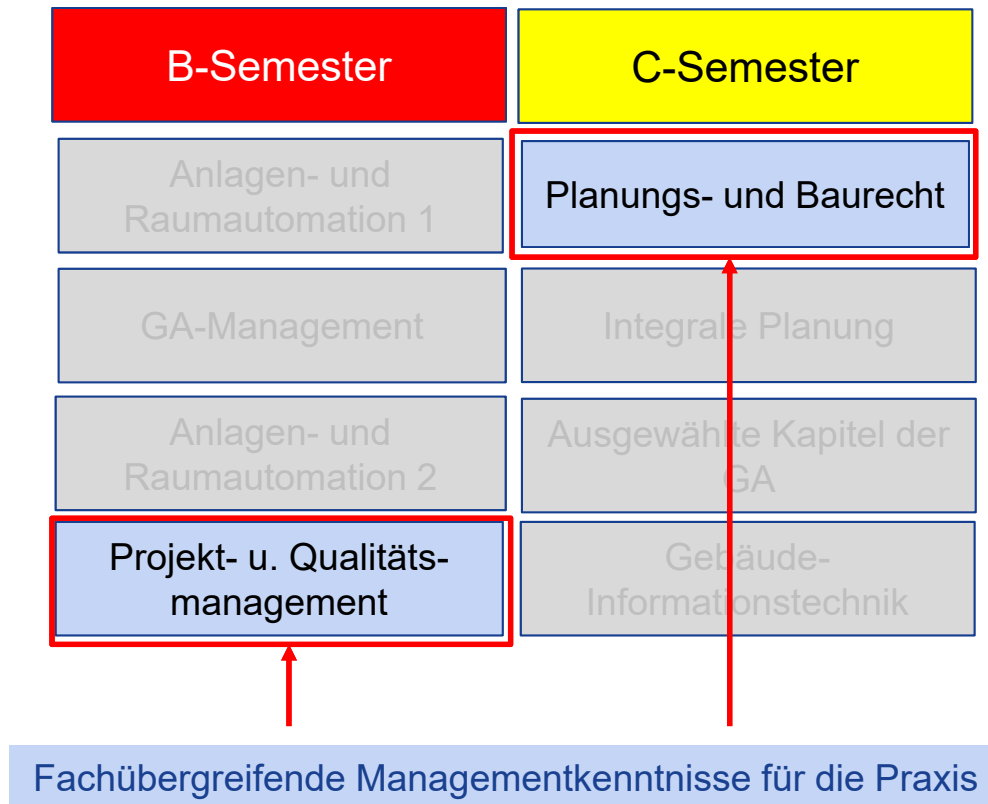 B-Semester
C-Semester
Anlagen- und
Raumautomation 1
Planungs- und Baurecht
GA-Management
Integrale Planung
Anlagen- und
Raumautomation 2
Ausgewählte Kapitel der
GA
Projekt- u. Qualitäts-
management
Gebäude-
Informationstechnik
Fachübergreifende Managementkenntnisse für die Praxis